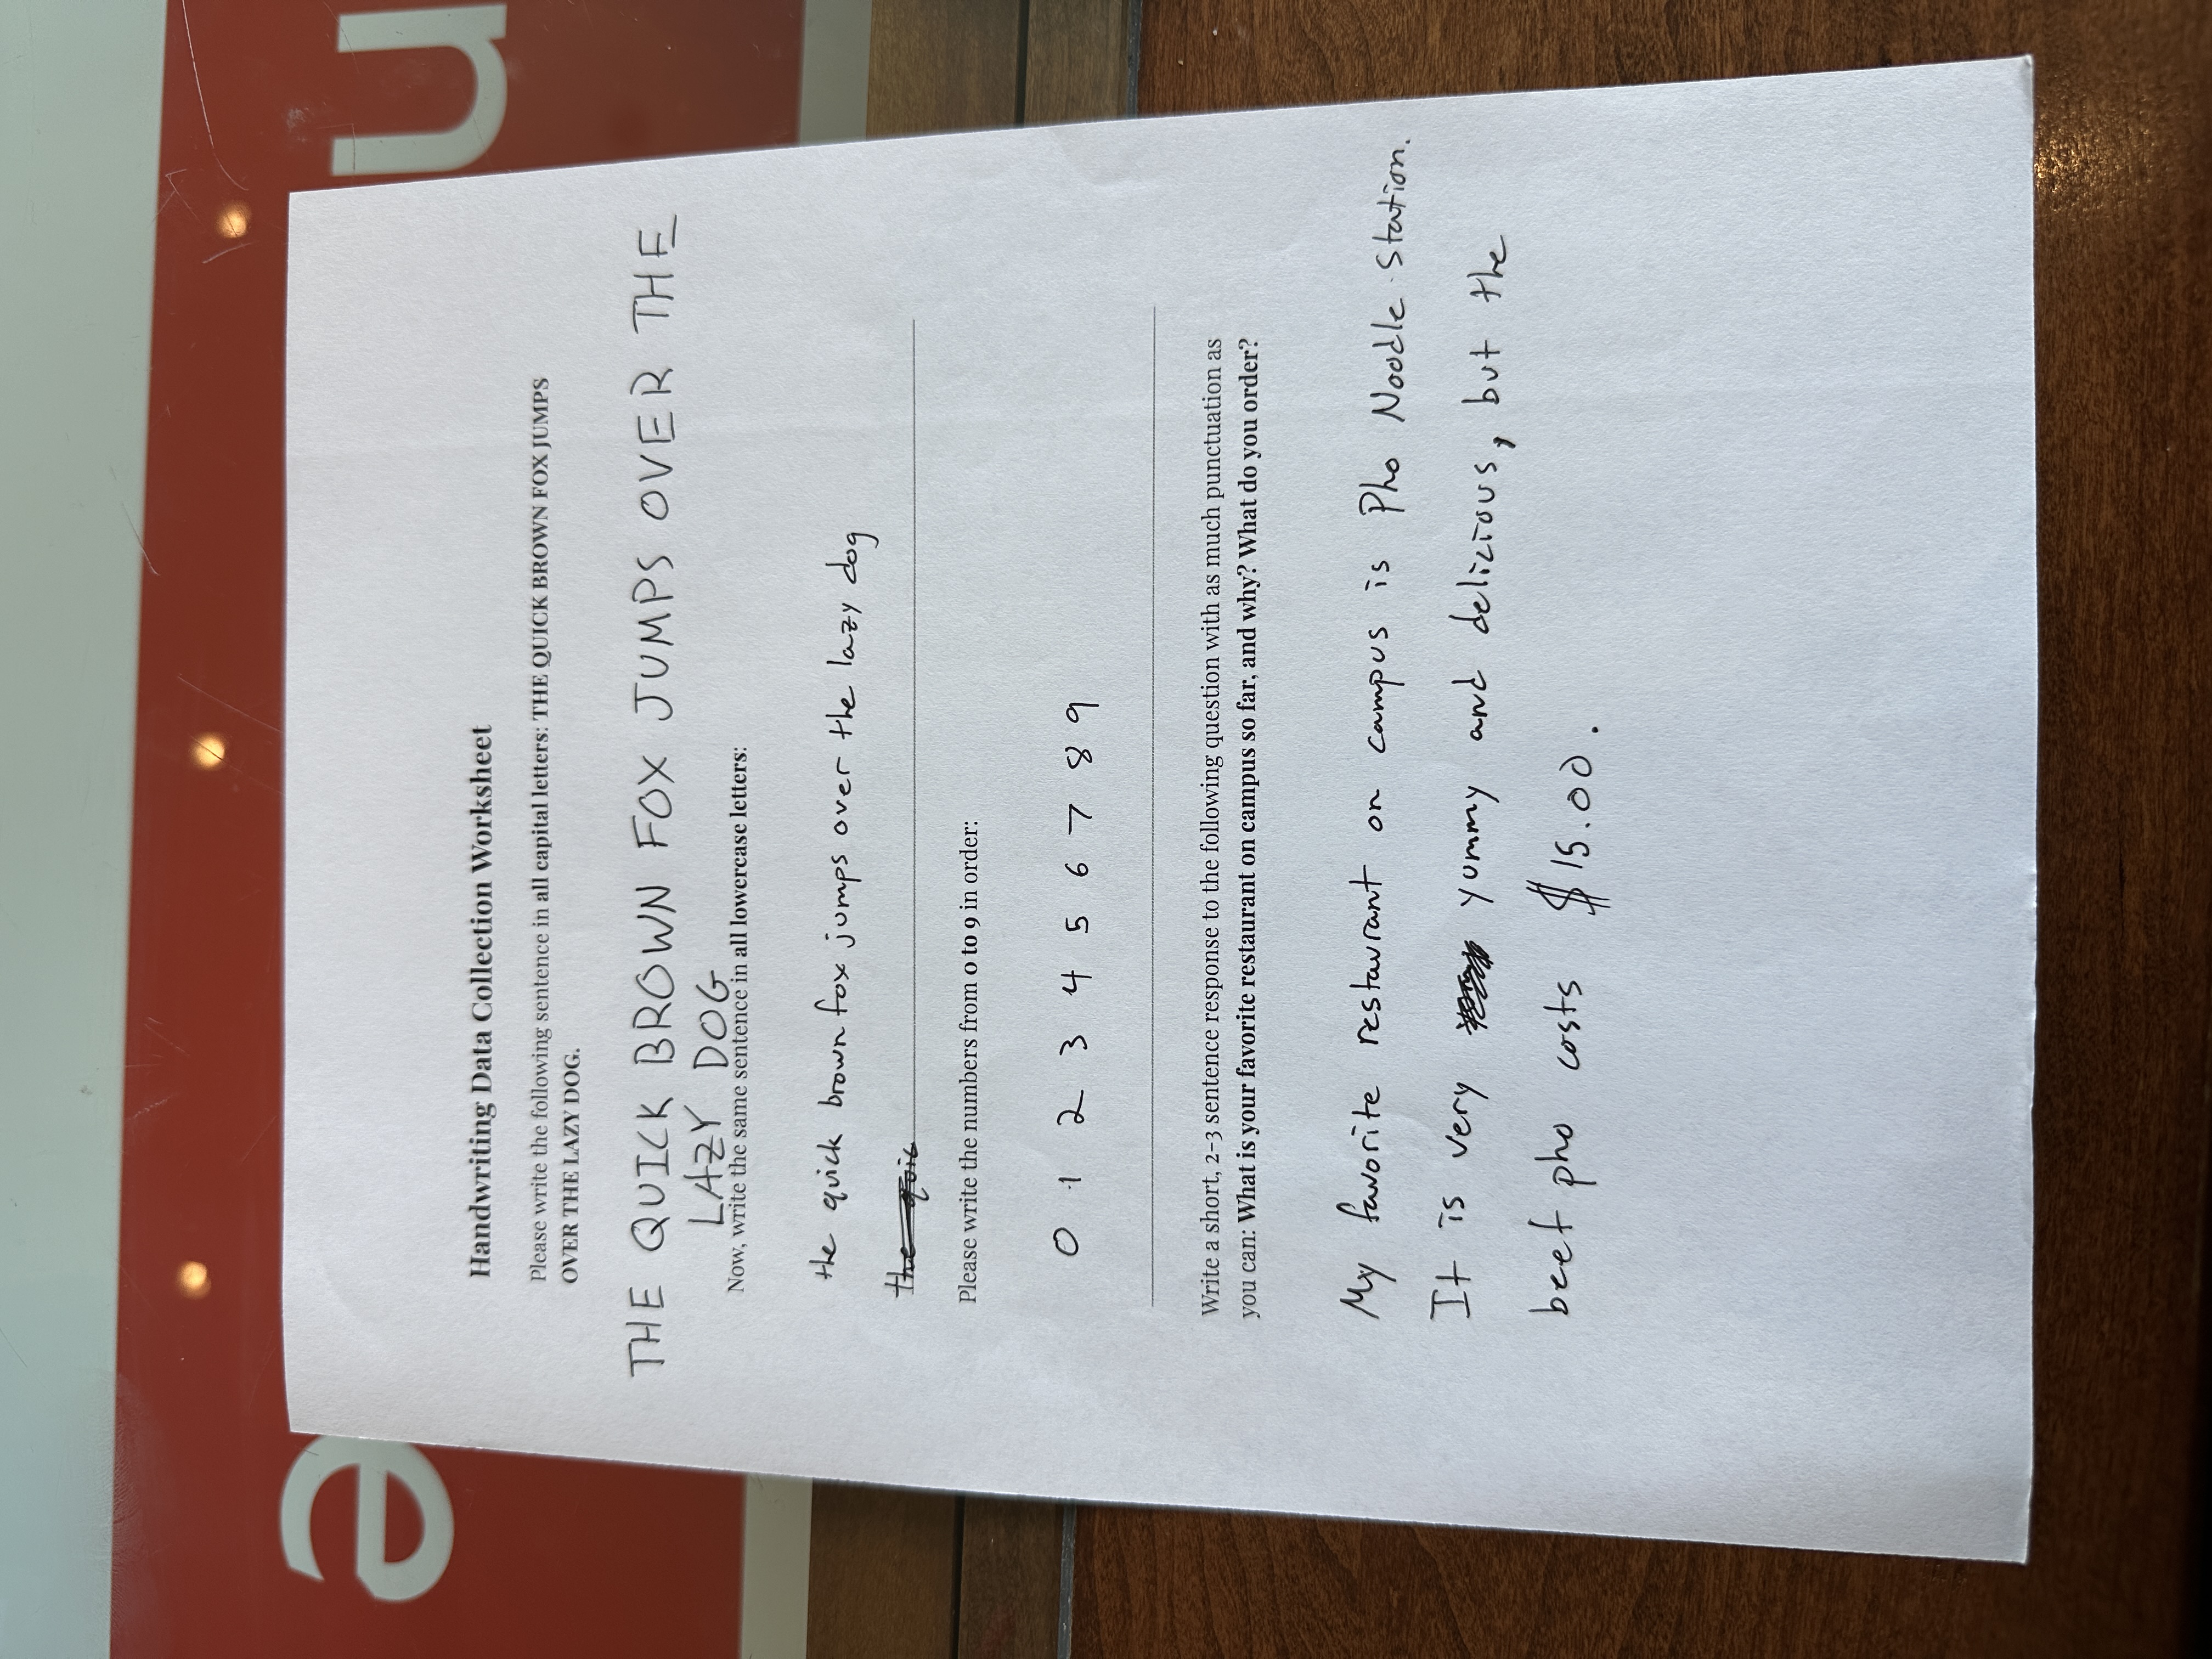 Handwriting Data Collection Worksheet
Please write the following sentence in all capital letters: THE QUICK BROWN FOX JUMPS
OVER THE LAZY DOG.
THE QUICK BROWN FOX JUMPS OVER THE
LAZY DOG
Now, write the same sentence in all lowercase letters:
the quick brown fox jumps over the lazy dog
the quic
Please write the numbers from 0 to 9 in order:
0 1 2 3 4 5 6 7 8 9
Write a short, 2-3 sentence response to the following question with as much punctuation as
you can: What is your favorite restaurant on campus so far, and why? What do you order?
My favorite restaurant on campus is Pho Noodle Station.
It is very yummy and delicious, but the
beef pho costs $15.00.